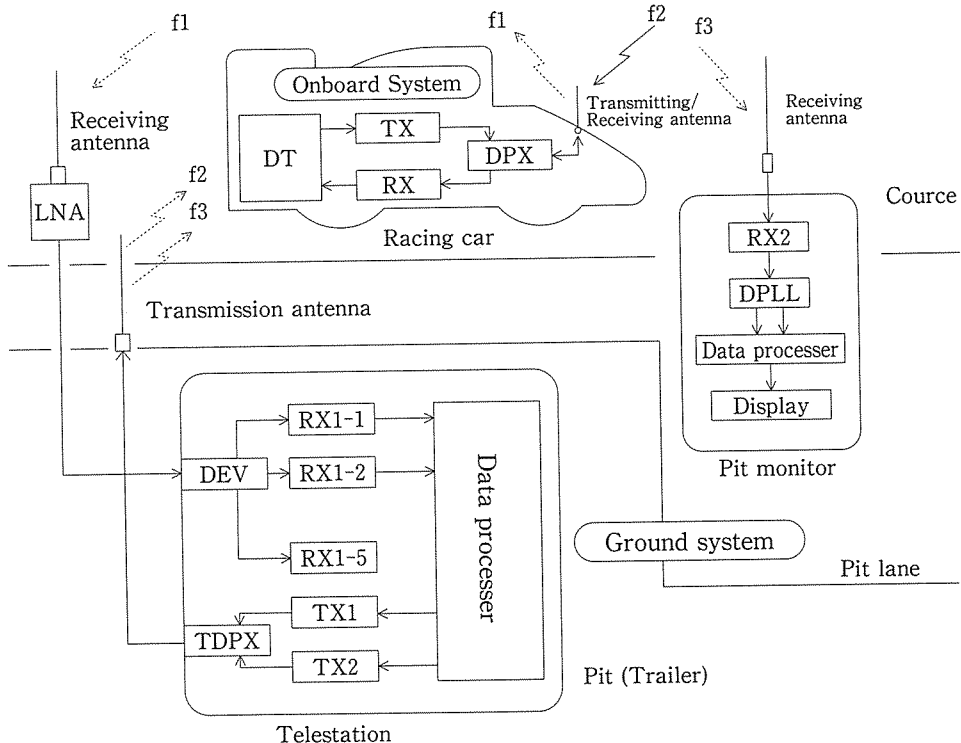 f1
Receiving
antenna
LNA
f2
f3
Transmission antenna
Onboard System
DT
TX
RX
DPX
Racing car
f1
f2
Transmitting/
Receiving antenna
f3
Receiving
antenna
Cource
RX2
DPLL
Data processer
Display
Pit monitor
DEV
RX1-1
RX1-2
RX1-5
TX1
TX2
TDPX
Data processer
Telestation
Pit (Trailer)
Ground system
Pit lane